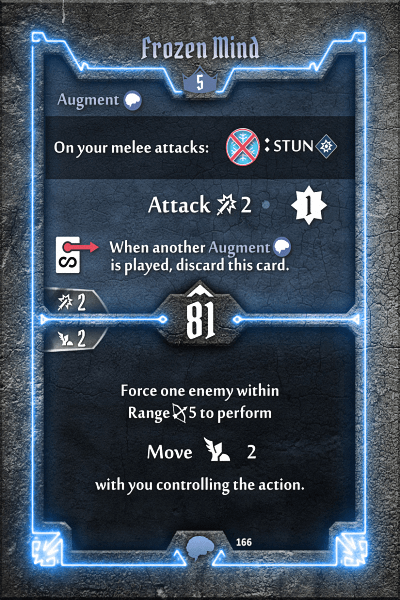 Frozen Mind
5
Augment
On your melee attacks: : STUN
Attack 2 1
When another Augment
is played, discard this card.
2
81
2
Force one enemy within
Range 5 to perform
Move 2
with you controlling the action.
166